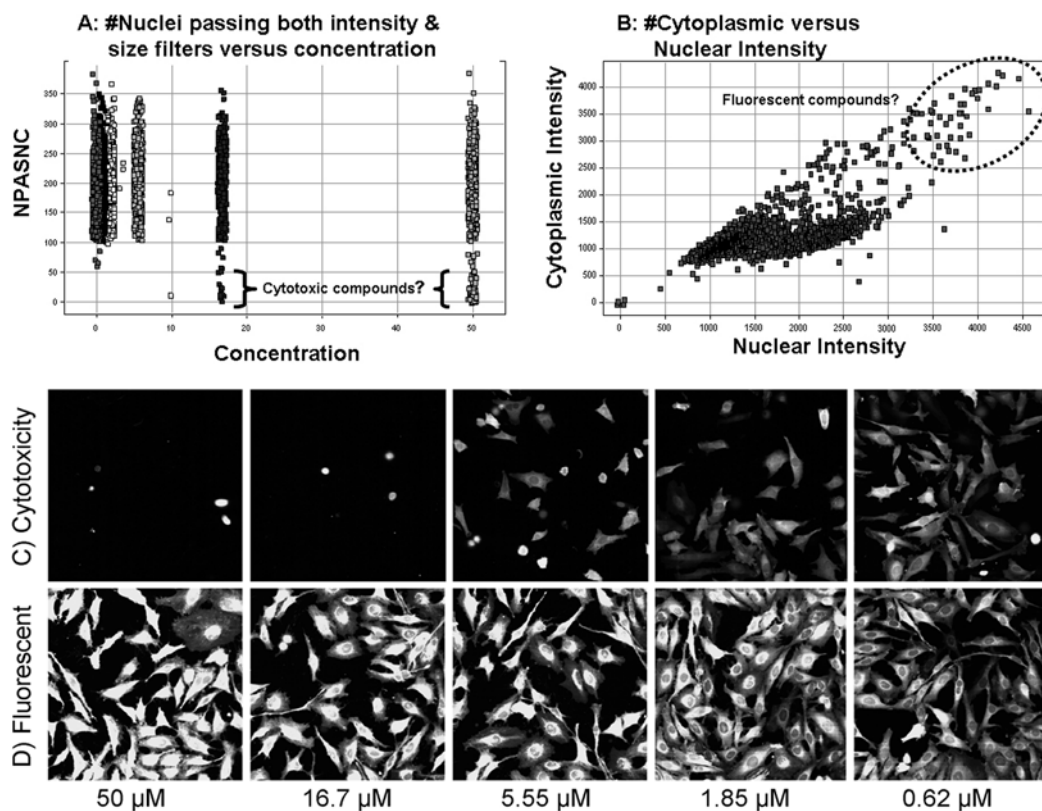 A: #Nuclei passing both intensity &
size filters versus concentration
NPASNC
350
300
250
200
150
100
50
0
Cytotoxic compounds?
0
10
20
30
40
50
Concentration
B: #Cytoplasmic versus
Nuclear Intensity
Cytoplasmic Intensity
4000
3500
3000
2500
2000
1500
1000
500
0
Fluorescent compounds?
0
500
1000
1500
2000
2500
3000
3500
4000
4500
Nuclear Intensity
C) Cytotoxicity
D) Fluorescent
50 µM
16.7 µM
5.55 µM
1.85 µM
0.62 µM